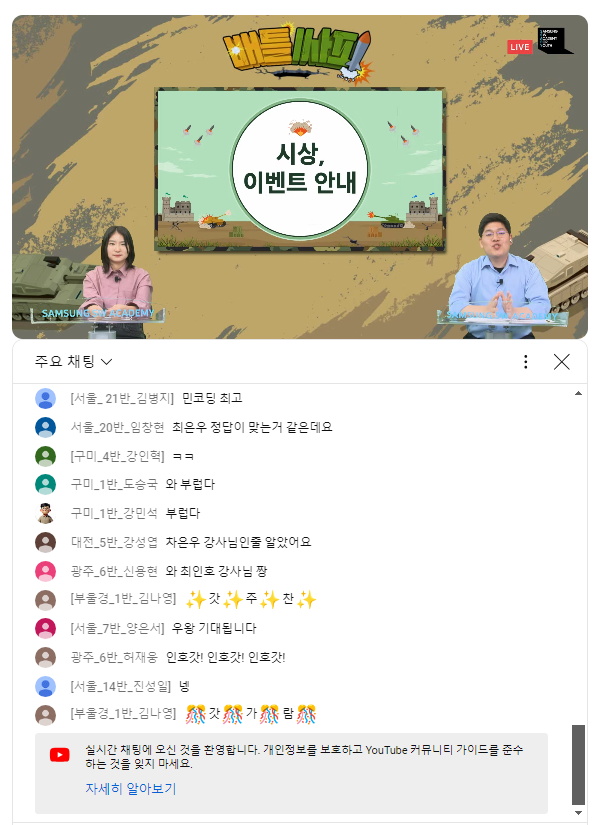 배틀싸피
LIVE
SAMSUNG
SW
ACADEMY
FOR
YOUTH
시상,
이벤트 안내
SAMSUNG SW ACADEMY
SAMSUNG SW ACADEMY
주요 채팅
[서울_ 21반_김병지] 민코딩 최고
서울_20반_임창현 최은우 정답이 맞는거 같은데요
[구미_4반_강인혁] ㅋㅋ
구미_1반_도승국 와 부럽다
구미_1반_강민석 부럽다
대전_5반_강성엽 차은우 강사님인줄 알았어요
광주_6반_신용현 와 최인호 강사님 짱
[부울경_1반_김나영] ✨갓✨주✨찬✨
[서울_7반_양은서] 우왕 기대됩니다
광주_6반_허재웅 인호갓! 인호갓! 인호갓!
[서울_14반_진성일] 넹
[부울경_1반_김나영] 🎊갓🎊가🎊람🎊
실시간 채팅에 오신 것을 환영합니다. 개인정보를 보호하고 YouTube 커뮤니티 가이드를 준수
하는 것을 잊지 마세요.
자세히 알아보기